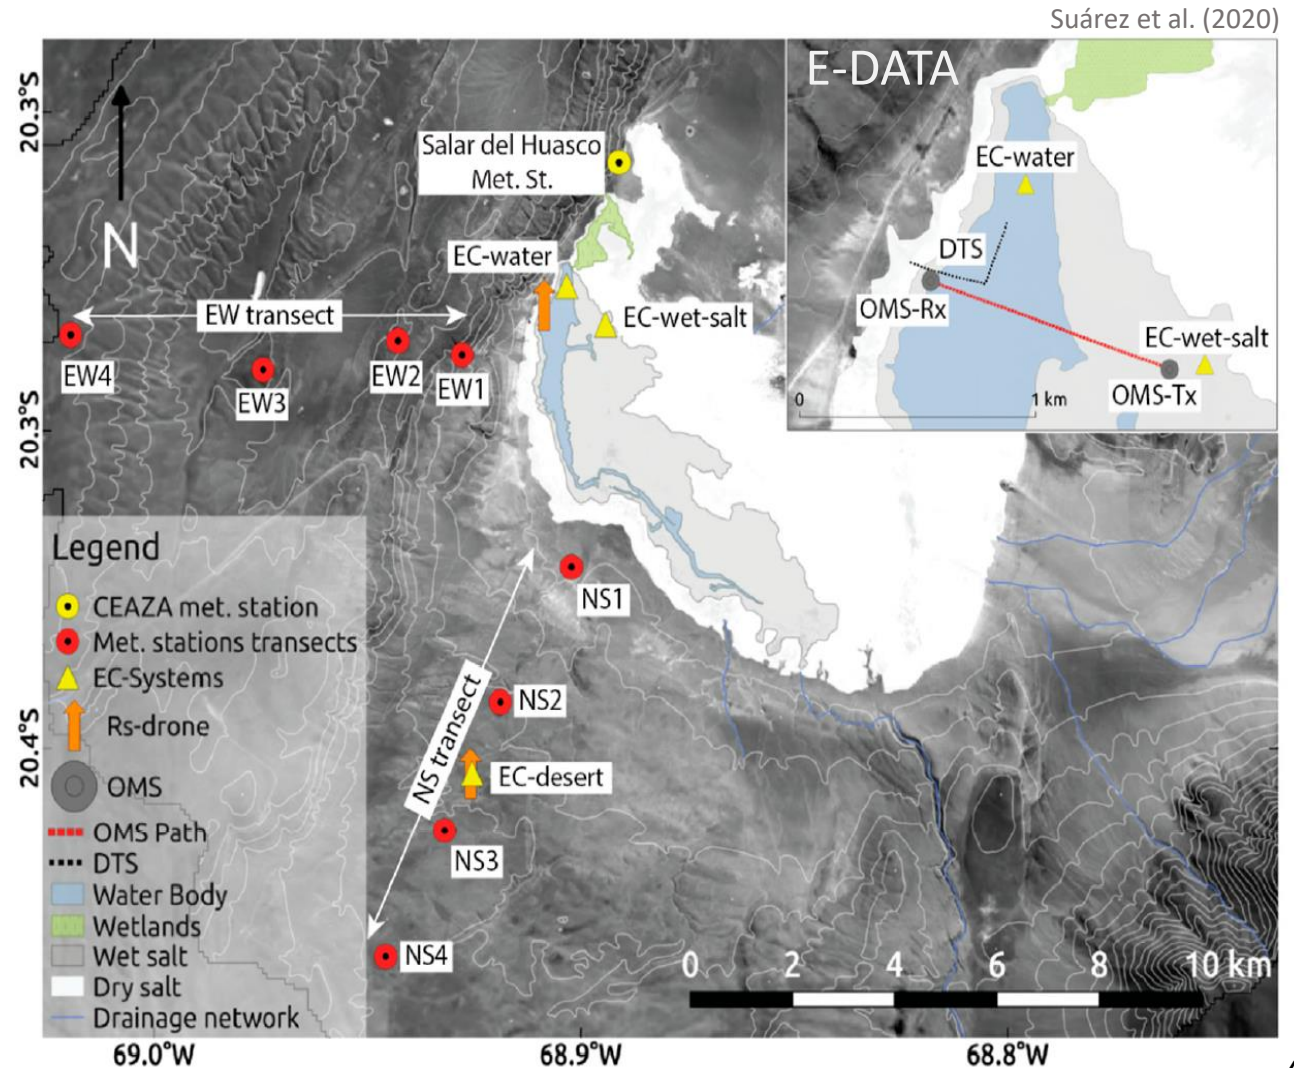 Suárez et al. (2020)
E-DATA
20.3°S
20.3°S
20.4°S
N
Salar del Huasco
Met. St.
EC-water
EC-wet-salt
EW transect
EW4
EW3
EW2
EW1
EC-water
DTS
OMS-Rx
EC-wet-salt
OMS-Tx
0
1 km
NS1
NS2
NS transect
EC-desert
NS3
NS4
Legend
CEAZA met. station
Met. stations transects
EC-Systems
Rs-drone
OMS
OMS Path
DTS
Water Body
Wetlands
Wet salt
Dry salt
Drainage network
0 2 4 6 8 10 km
69.0°W 68.9°W 68.8°W